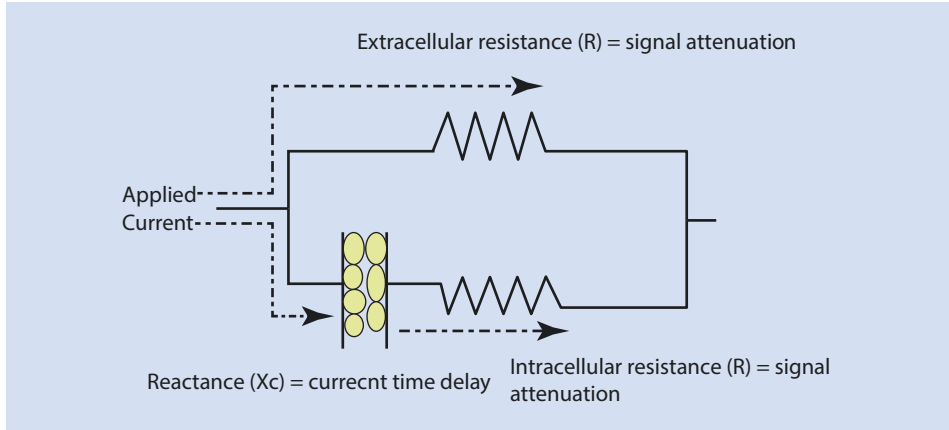 Extracellular resistance (R) = signal attenuation
Applied
Current
Reactance (Xc) = currecnt time delay
Intracellular resistance (R) = signal
attenuation